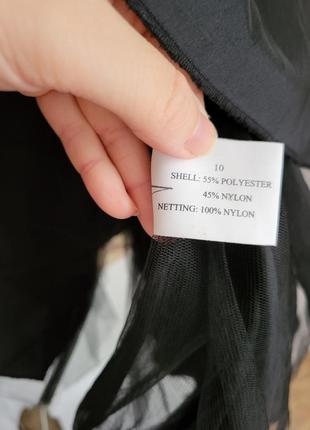 10
SHELL: 55% POLYESTER
45% NYLON
NETTING: 100% NYLON